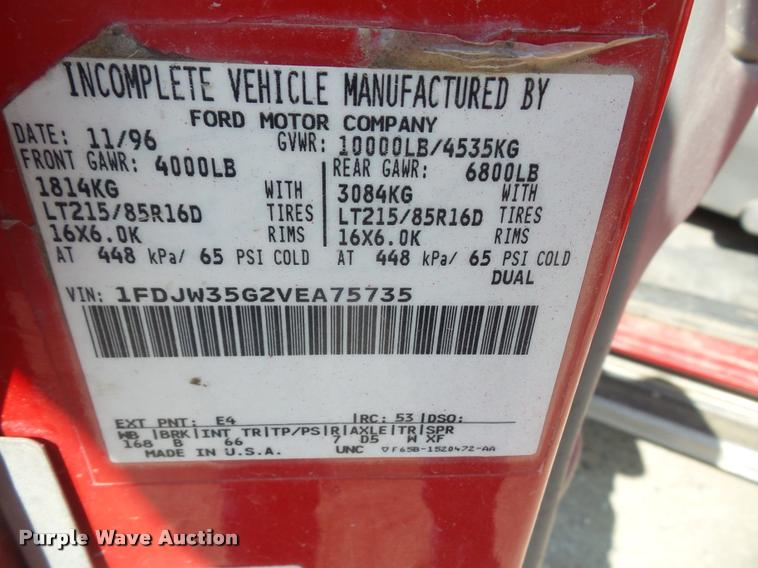 INCOMPLETE VEHICLE MANUFACTURED BY
FORD MOTOR COMPANY
DATE: 11/96 GVWR: 10000LB/4535KG
FRONT GAWR: 4000LB REAR GAWR: 6800LB
1814KG WITH 3084KG WITH
LT215/85R16D TIRES LT215/85R16D TIRES
16X6.0K RIMS 16X6.0K RIMS
AT 448 kPa/ 65 PSI COLD AT 448 kPa/ 65 PSI COLD
DUAL
VIN: 1FDJW35G2VEA75735
EXT PNT: E4 |RC: 53 |DSO:
WB |BRK|INT TR|TP/PS|R|AXLE|TR|SPR
168 B 66 7 D5 W XF
MADE IN U.S.A. UNC ▽F65B-1520472-AA
Purple Wave Auction